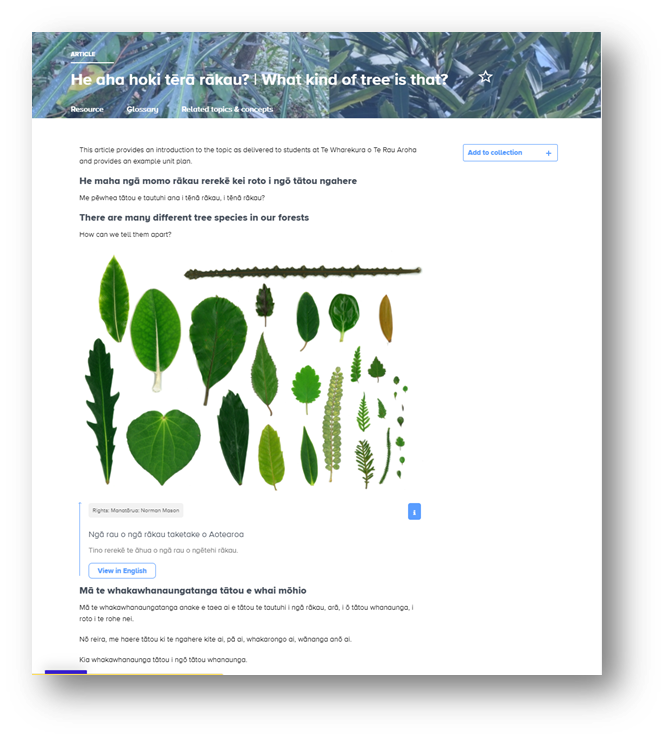 ARTICLE
He aha hoki tērā rākau? | What kind of tree is that?
Resource Glossary Related topics & concepts
This article provides an introduction to the topic as delivered to students at Te Wharekura o Te Rau Aroha
and provides an example unit plan.
Add to collection +
He maha ngā momo rākau rerekē kei roto i ngō tātou ngahere
Me pēwhea tātou e tautuhi ana i tēnā rākau, i tēnā rākau?
There are many different tree species in our forests
How can we tell them apart?
Rights: Manatārua: Norman Mason
i
Ngā rau o ngā rākau taketake o Aotearoa
Tino rerekē te āhua o ngā rau o ngētehi rākau.
View in English
Mā te whakawhanaungatanga tātou e whai mōhio
Mā te whakawhanaungatanga anake e taea ai e tātou te tautuhi i ngā rākau, arā, i ō tātou whanaunga, i
roto i te rohe nei.
Nō reira, me haere tātou ki te ngahere kite ai, pā ai, whakarongo ai, wānanga anō ai.
Kia whakawhanaunga tātou i ngō tātou whanaunga.